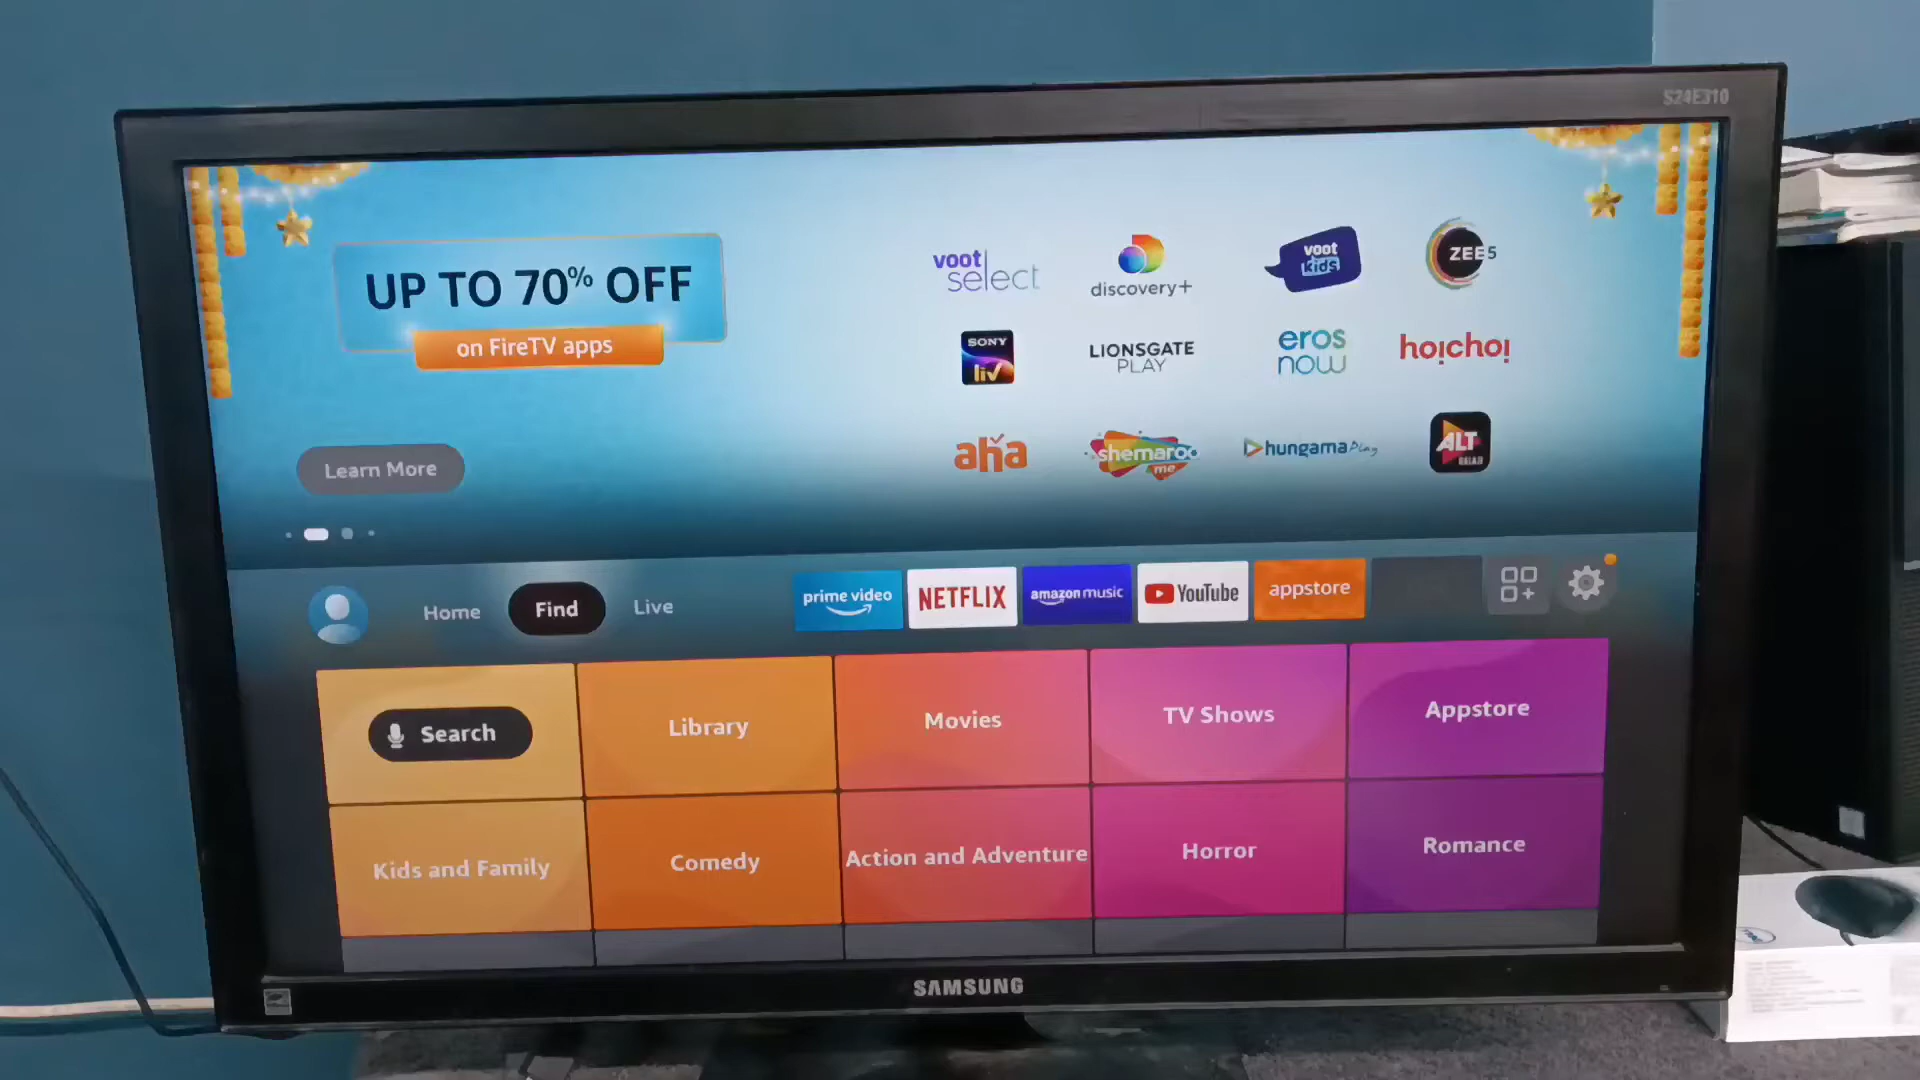 S24E310
UP TO 70% OFF
on FireTV apps
Learn More
voot
select
discovery+
voot
kids
ZEE5
SONY
liv
LIONSGATE
PLAY
eros
now
hoichoi
aha
shemaroo
me
hungama Play
ALT
Home
Find
Live
prime video
NETFLIX
amazon music
YouTube
appstore
Search
Library
Movies
TV Shows
Appstore
Kids and Family
Comedy
Action and Adventure
Horror
Romance
SAMSUNG